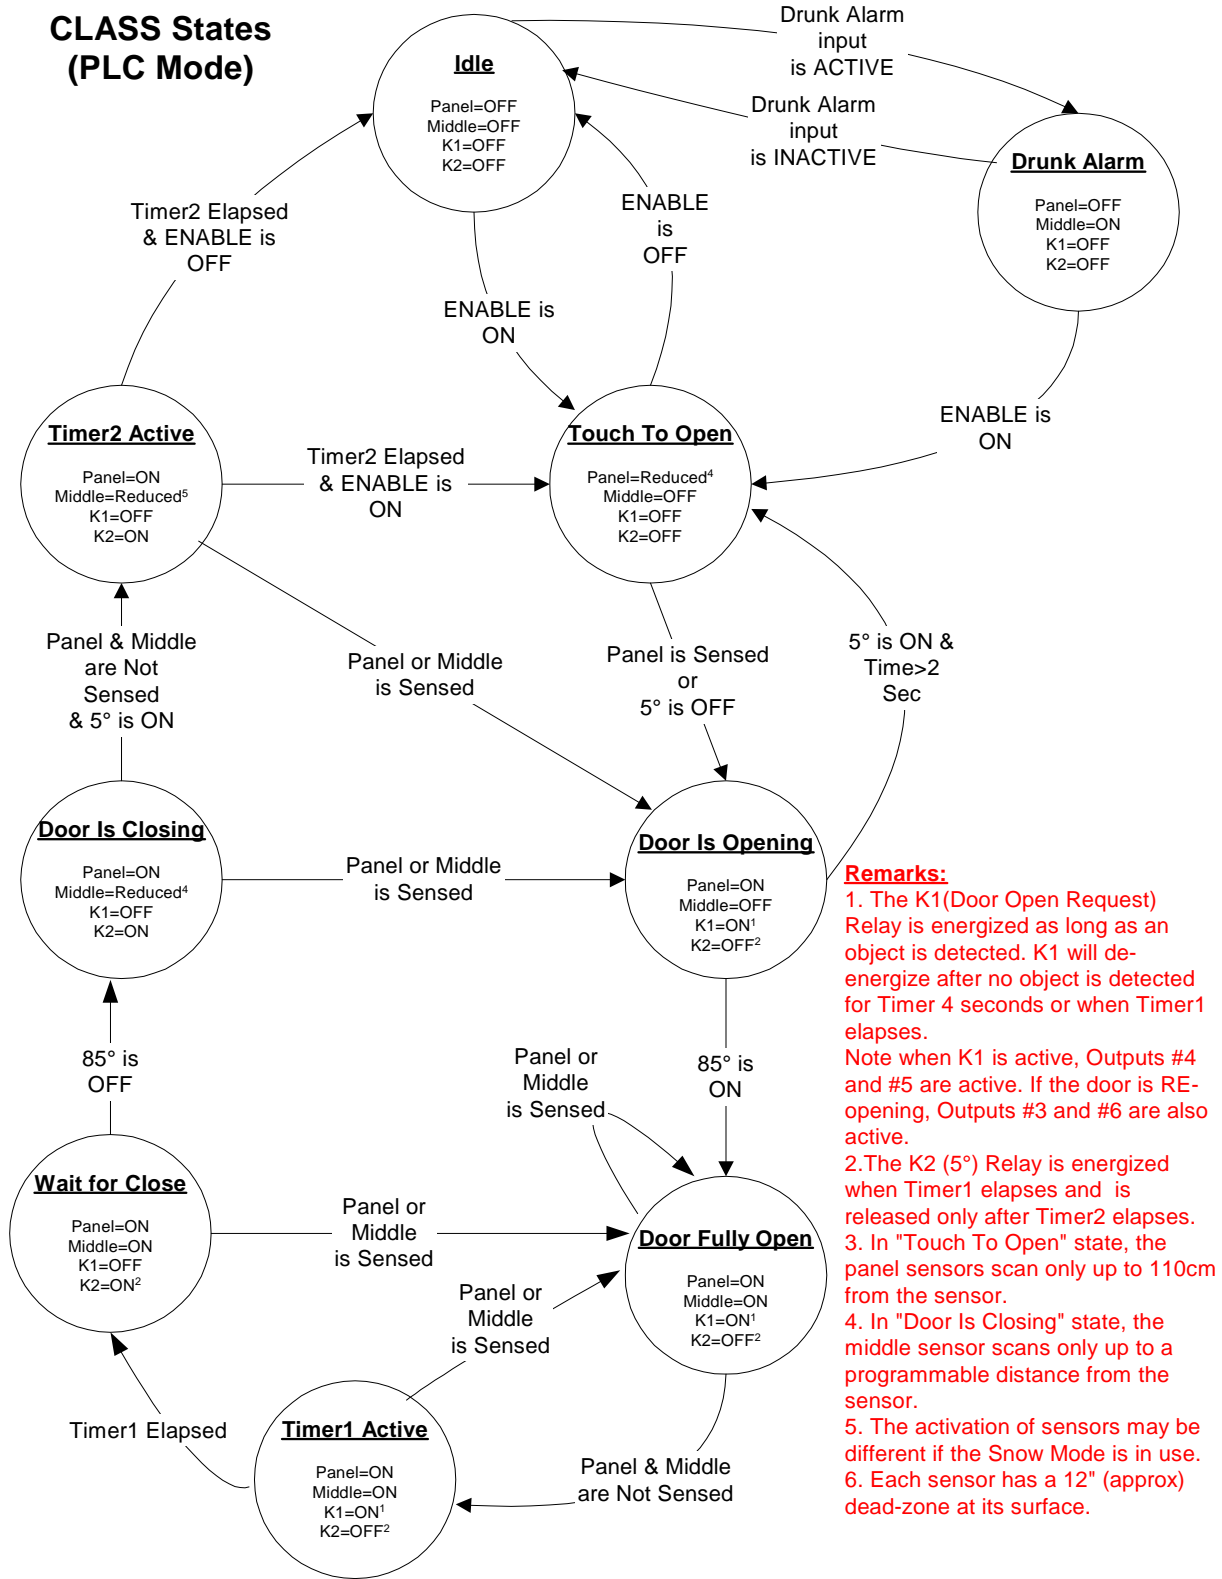 CLASS States
(PLC Mode)
Idle
Panel=OFF
Middle=OFF
K1=OFF
K2=OFF
Drunk Alarm
input
is ACTIVE
Drunk Alarm
input
is INACTIVE
Drunk Alarm
Panel=OFF
Middle=ON
K1=OFF
K2=OFF
Timer2 Elapsed
& ENABLE is
OFF
ENABLE
is
OFF
ENABLE is
ON
ENABLE is
ON
Timer2 Active
Panel=ON
Middle=Reduced⁵
K1=OFF
K2=ON
Timer2 Elapsed
& ENABLE is
ON
Touch To Open
Panel=Reduced⁴
Middle=OFF
K1=OFF
K2=OFF
Panel & Middle
are Not
Sensed
& 5° is ON
Panel or Middle
is Sensed
Panel is Sensed
or
5° is OFF
5° is ON &
Time>2
Sec
Door Is Closing
Panel=ON
Middle=Reduced⁴
K1=OFF
K2=ON
Panel or Middle
is Sensed
Door Is Opening
Panel=ON
Middle=OFF
K1=ON¹
K2=OFF²
85° is
OFF
Panel or
Middle
is Sensed
85° is
ON
Wait for Close
Panel=ON
Middle=ON
K1=OFF
K2=ON²
Panel or
Middle
is Sensed
Door Fully Open
Panel=ON
Middle=ON
K1=ON¹
K2=OFF²
Panel or
Middle
is Sensed
Timer1 Elapsed
Timer1 Active
Panel=ON
Middle=ON
K1=ON¹
K2=OFF²
Panel & Middle
are Not Sensed
Remarks:
1. The K1(Door Open Request)
Relay is energized as long as an
object is detected. K1 will de-
energize after no object is detected
for Timer 4 seconds or when Timer1
elapses.
Note when K1 is active, Outputs #4
and #5 are active. If the door is RE-
opening, Outputs #3 and #6 are also
active.
2.The K2 (5°) Relay is energized
when Timer1 elapses and is
released only after Timer2 elapses.
3. In "Touch To Open" state, the
panel sensors scan only up to 110cm
from the sensor.
4. In "Door Is Closing" state, the
middle sensor scans only up to a
programmable distance from the
sensor.
5. The activation of sensors may be
different if the Snow Mode is in use.
6. Each sensor has a 12" (approx)
dead-zone at its surface.